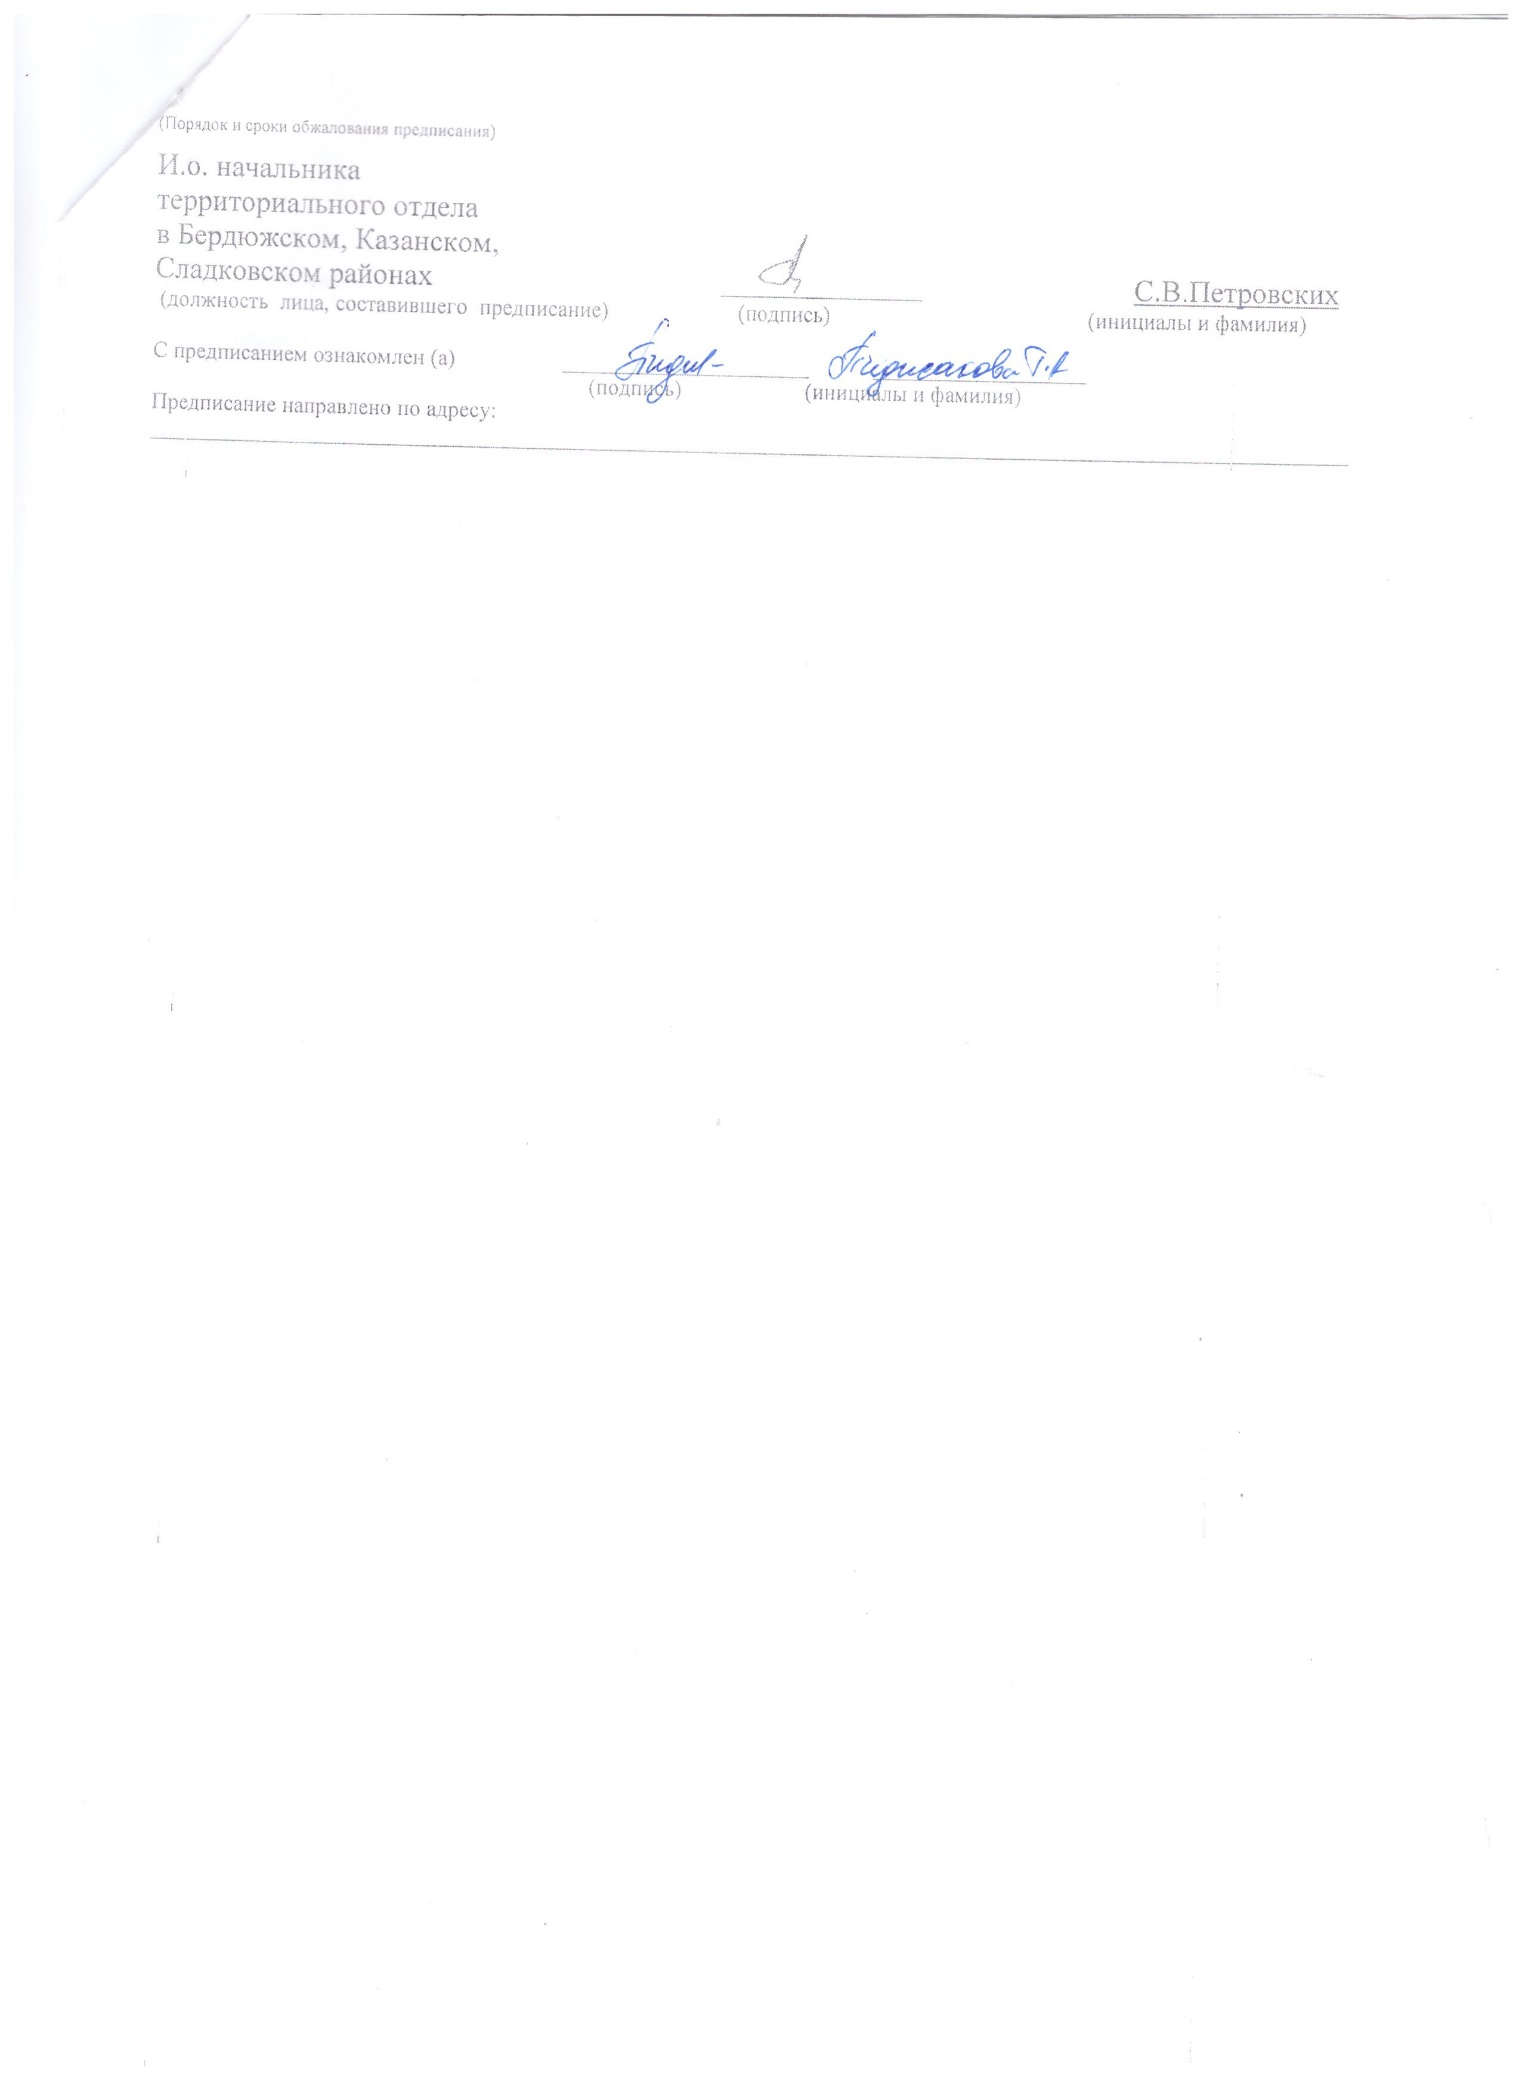 (Порядок и сроки обжалования предписания)
И.о. начальника
территориального отдела
в Бердюжском, Казанском,
Сладковском районах
С.В.Петровских
(должность лица, составившего предписание)
(подпись)
(инициалы и фамилия)
С предписанием ознакомлен (а)
Т.А
(подпись)
(инициалы и фамилия)
Предписание направлено по адресу: